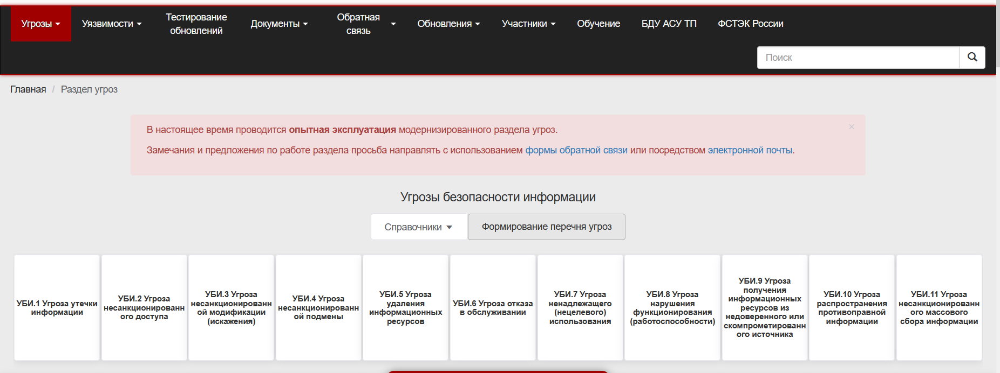 Угрозы
Уязвимости
Тестирование
обновлений
Документы
Обратная
связь
Обновления
Участники
Обучение
БДУ АСУ ТП
ФСТЭК России
Поиск
Главная / Раздел угроз
В настоящее время проводится опытная эксплуатация модернизированного раздела угроз.
×
Замечания и предложения по работе раздела просьба направлять с использованием формы обратной связи или посредством электронной почты.
Угрозы безопасности информации
Справочники
Формирование перечня угроз
УБИ.1 Угроза утечки
информации
УБИ.2 Угроза
несанкционированн
ого доступа
УБИ.3 Угроза
несанкционированн
ой модификации
(искажения)
УБИ.4 Угроза
несанкционированн
ой подмены
УБИ.5 Угроза
удаления
информационных
ресурсов
УБИ.6 Угроза отказа
в обслуживании
УБИ.7 Угроза
ненадлежащего
(нецелевого)
использования
УБИ.8 Угроза
нарушения
функционирования
(работоспособности)
УБИ.9 Угроза
получения
информационных
ресурсов из
недоверенного или
скомпрометированн
ого источника
УБИ.10 Угроза
распространения
противоправной
информации
УБИ.11 Угроза
несанкционированн
ого массового
сбора информации